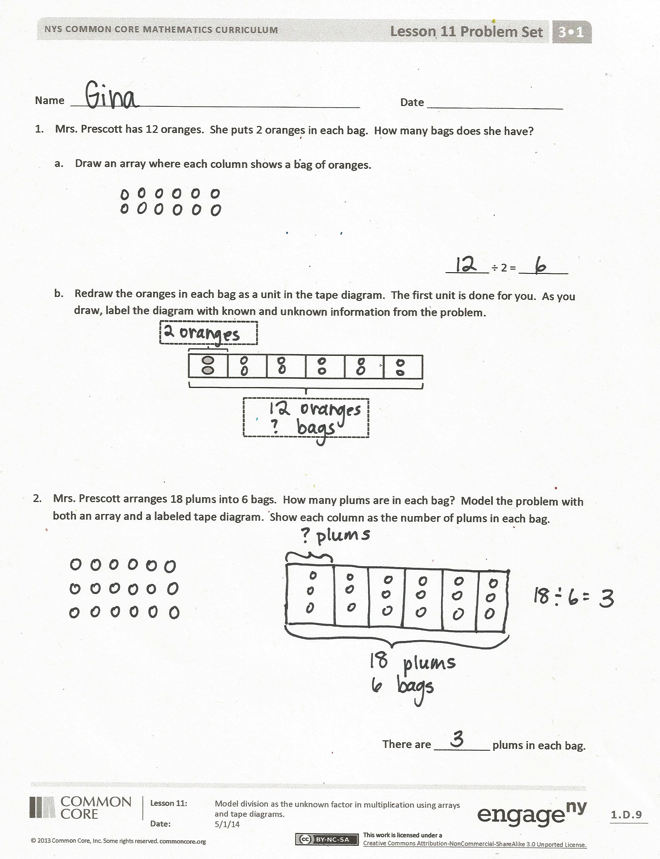 NYS COMMON CORE MATHEMATICS CURRICULUM Lesson 11 Problem Set 3•1
Name Gina Date
1. Mrs. Prescott has 12 oranges. She puts 2 oranges in each bag. How many bags does she have?
a. Draw an array where each column shows a bag of oranges.
12 ÷ 2 = 6
b. Redraw the oranges in each bag as a unit in the tape diagram. The first unit is done for you. As you
draw, label the diagram with known and unknown information from the problem.
2 oranges
12 oranges
? bags
2. Mrs. Prescott arranges 18 plums into 6 bags. How many plums are in each bag? Model the problem with
both an array and a labeled tape diagram. Show each column as the number of plums in each bag.
? plums
18 ÷ 6 = 3
18 plums
6 bags
There are 3 plums in each bag.
COMMON
CORE
Lesson 11: Model division as the unknown factor in multiplication using arrays
and tape diagrams.
Date: 5/1/14
engageny
1.D.9
© 2013 Common Core, Inc. Some rights reserved. commoncore.org
CC BY-NC-SA
This work is licensed under a
Creative Commons Attribution-NonCommercial-ShareAlike 3.0 Unported License.